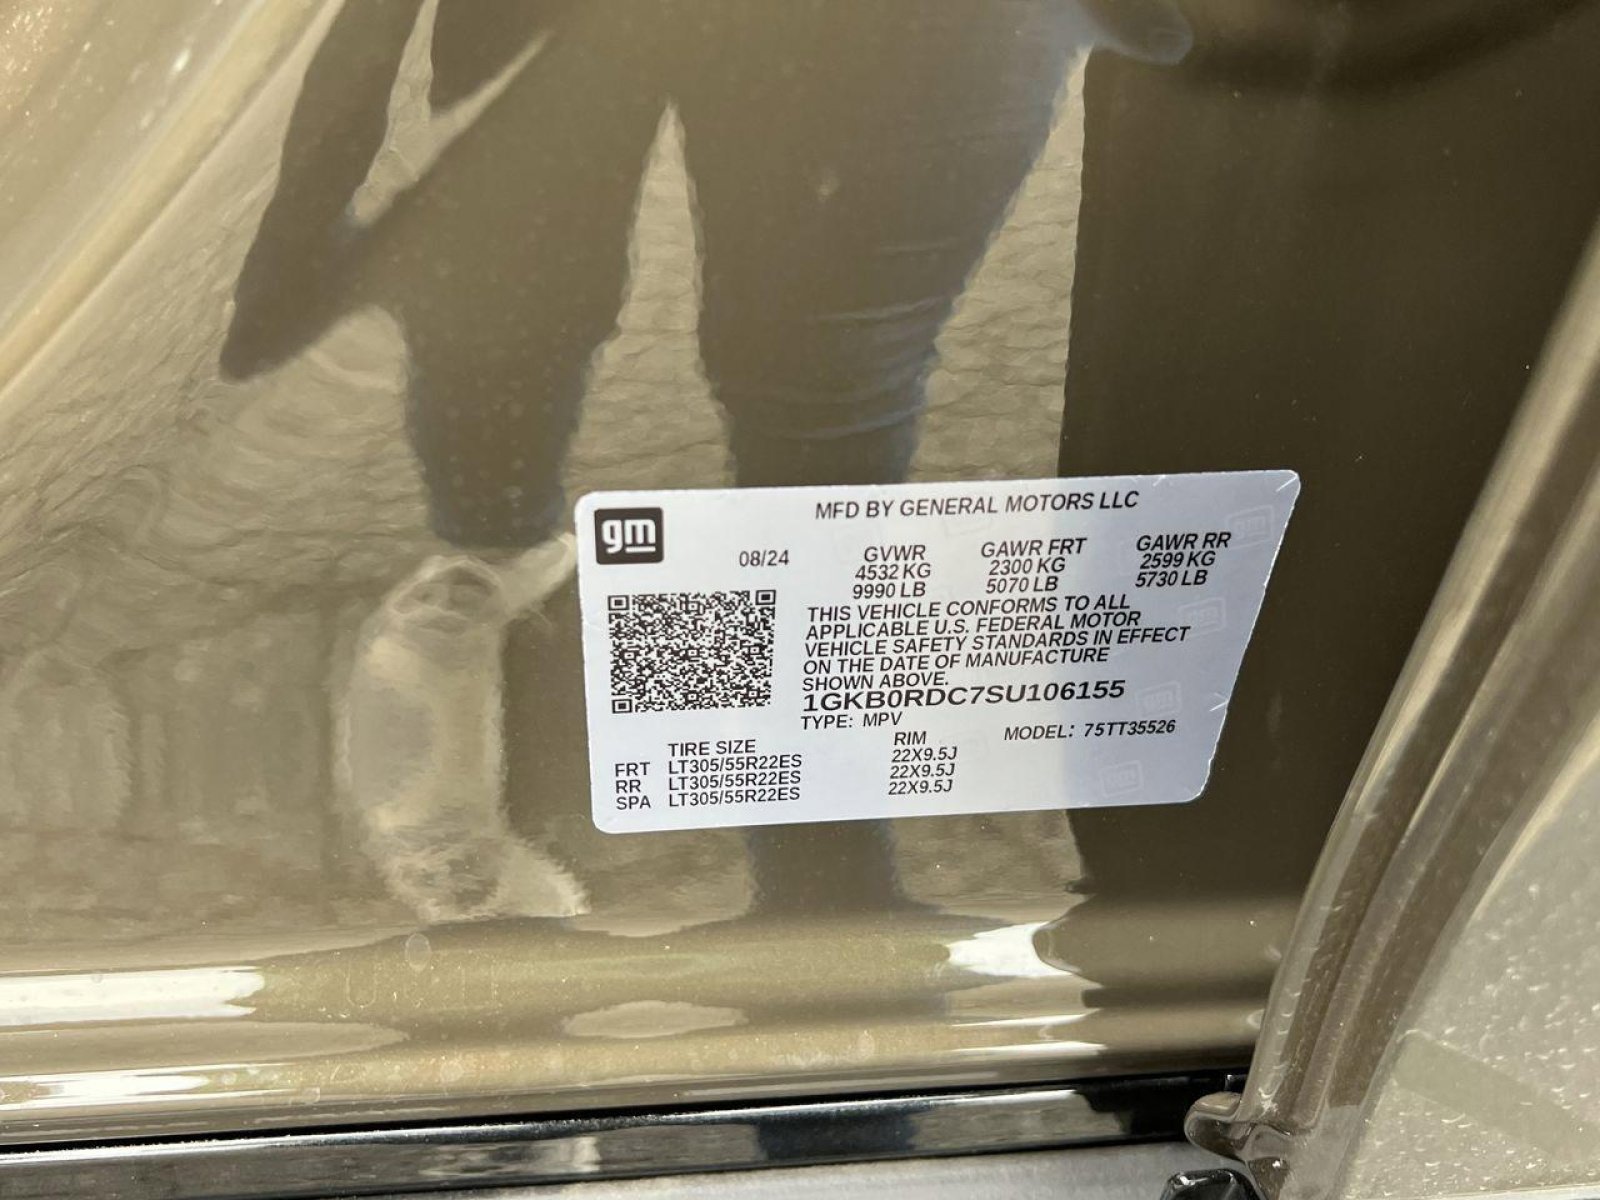 gm
MFD BY GENERAL MOTORS LLC
08/24
GVWR GAWR FRT GAWR RR
4532 KG 2300 KG 2599 KG
9990 LB 5070 LB 5730 LB
THIS VEHICLE CONFORMS TO ALL
APPLICABLE U.S. FEDERAL MOTOR
VEHICLE SAFETY STANDARDS IN EFFECT
ON THE DATE OF MANUFACTURE
SHOWN ABOVE.
1GKB0RDC7SU106155
TYPE: MPV MODEL: 75TT35526
TIRE SIZE RIM
FRT LT305/55R22ES 22X9.5J
RR LT305/55R22ES 22X9.5J
SPA LT305/55R22ES 22X9.5J